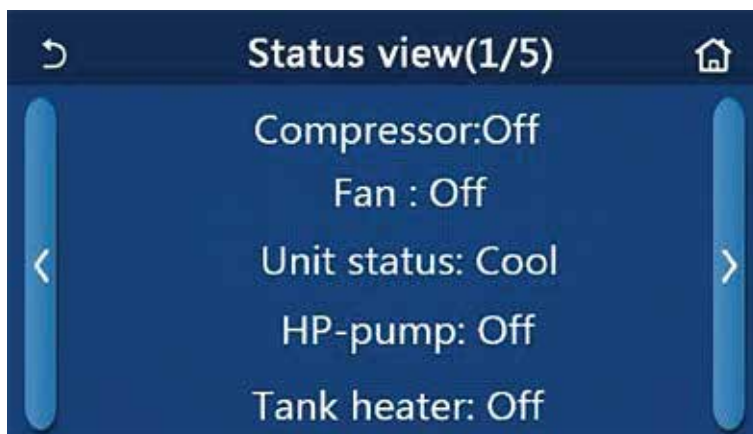 Status view(1/5)
Compressor:Off
Fan : Off
Unit status: Cool
HP-pump: Off
Tank heater: Off